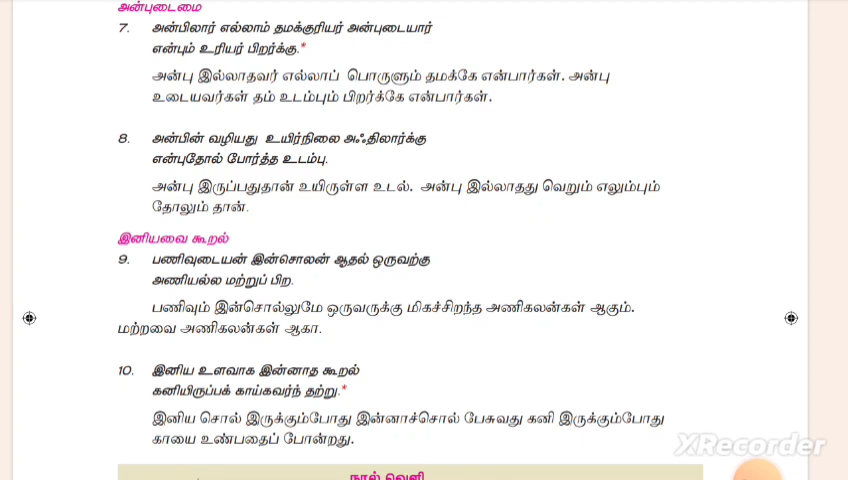 அன்புடைமை
7. அன்பிலார் எல்லாம் தமக்குரியர் அன்புடையார்
என்பும் உரியர் பிறர்க்கு.*
அன்பு இல்லாதவர் எல்லாப் பொருளும் தமக்கே என்பார்கள். அன்பு
உடையவர்கள் தம் உடம்பும் பிறர்க்கே என்பார்கள்.
8. அன்பின் வழியது உயிர்நிலை அஃதிலார்க்கு
என்புதோல் போர்த்த உடம்பு.
அன்பு இருப்பதுதான் உயிருள்ள உடல். அன்பு இல்லாதது வெறும் எலும்பும்
தோலும் தான்.
இனியவை கூறல்
9. பணிவுடையன் இன்சொலன் ஆதல் ஒருவற்கு
அணியல்ல மற்றுப் பிற.
பணிவும் இன்சொல்லுமே ஒருவருக்கு மிகச்சிறந்த அணிகலன்கள் ஆகும்.
மற்றவை அணிகலன்கள் ஆகா.
10. இனிய உளவாக இன்னாத கூறல்
கனியிருப்பக் காய்கவர்ந் தற்று.*
இனிய சொல் இருக்கும்போது இன்னாச்சொல் பேசுவது கனி இருக்கும்போது
காயை உண்பதைப் போன்றது.
XRecorder
நூல் வெளி